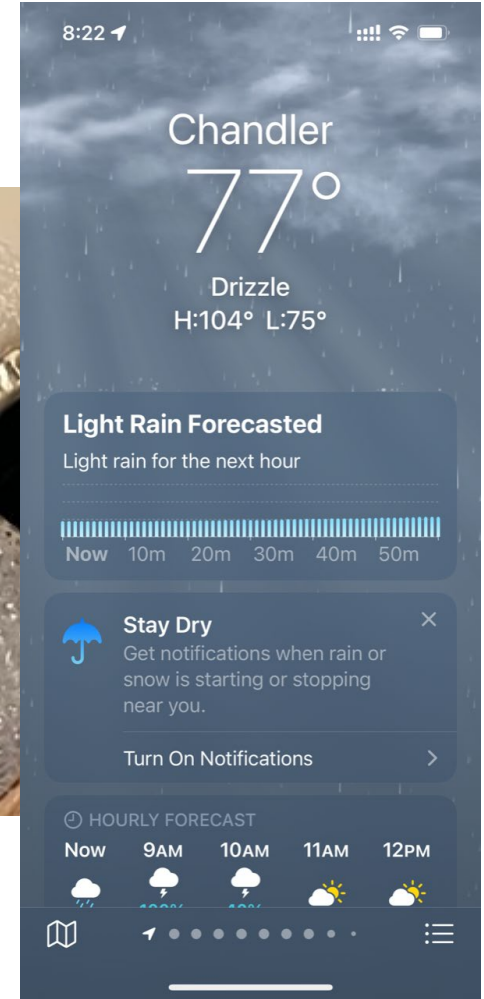 8:22
Chandler
77°
Drizzle
H:104° L:75°
Light Rain Forecasted
Light rain for the next hour
Now 10m 20m 30m 40m 50m
Stay Dry
Get notifications when rain or
snow is starting or stopping
near you.
Turn On Notifications
HOURLY FORECAST
Now 9AM 10AM 11AM 12PM